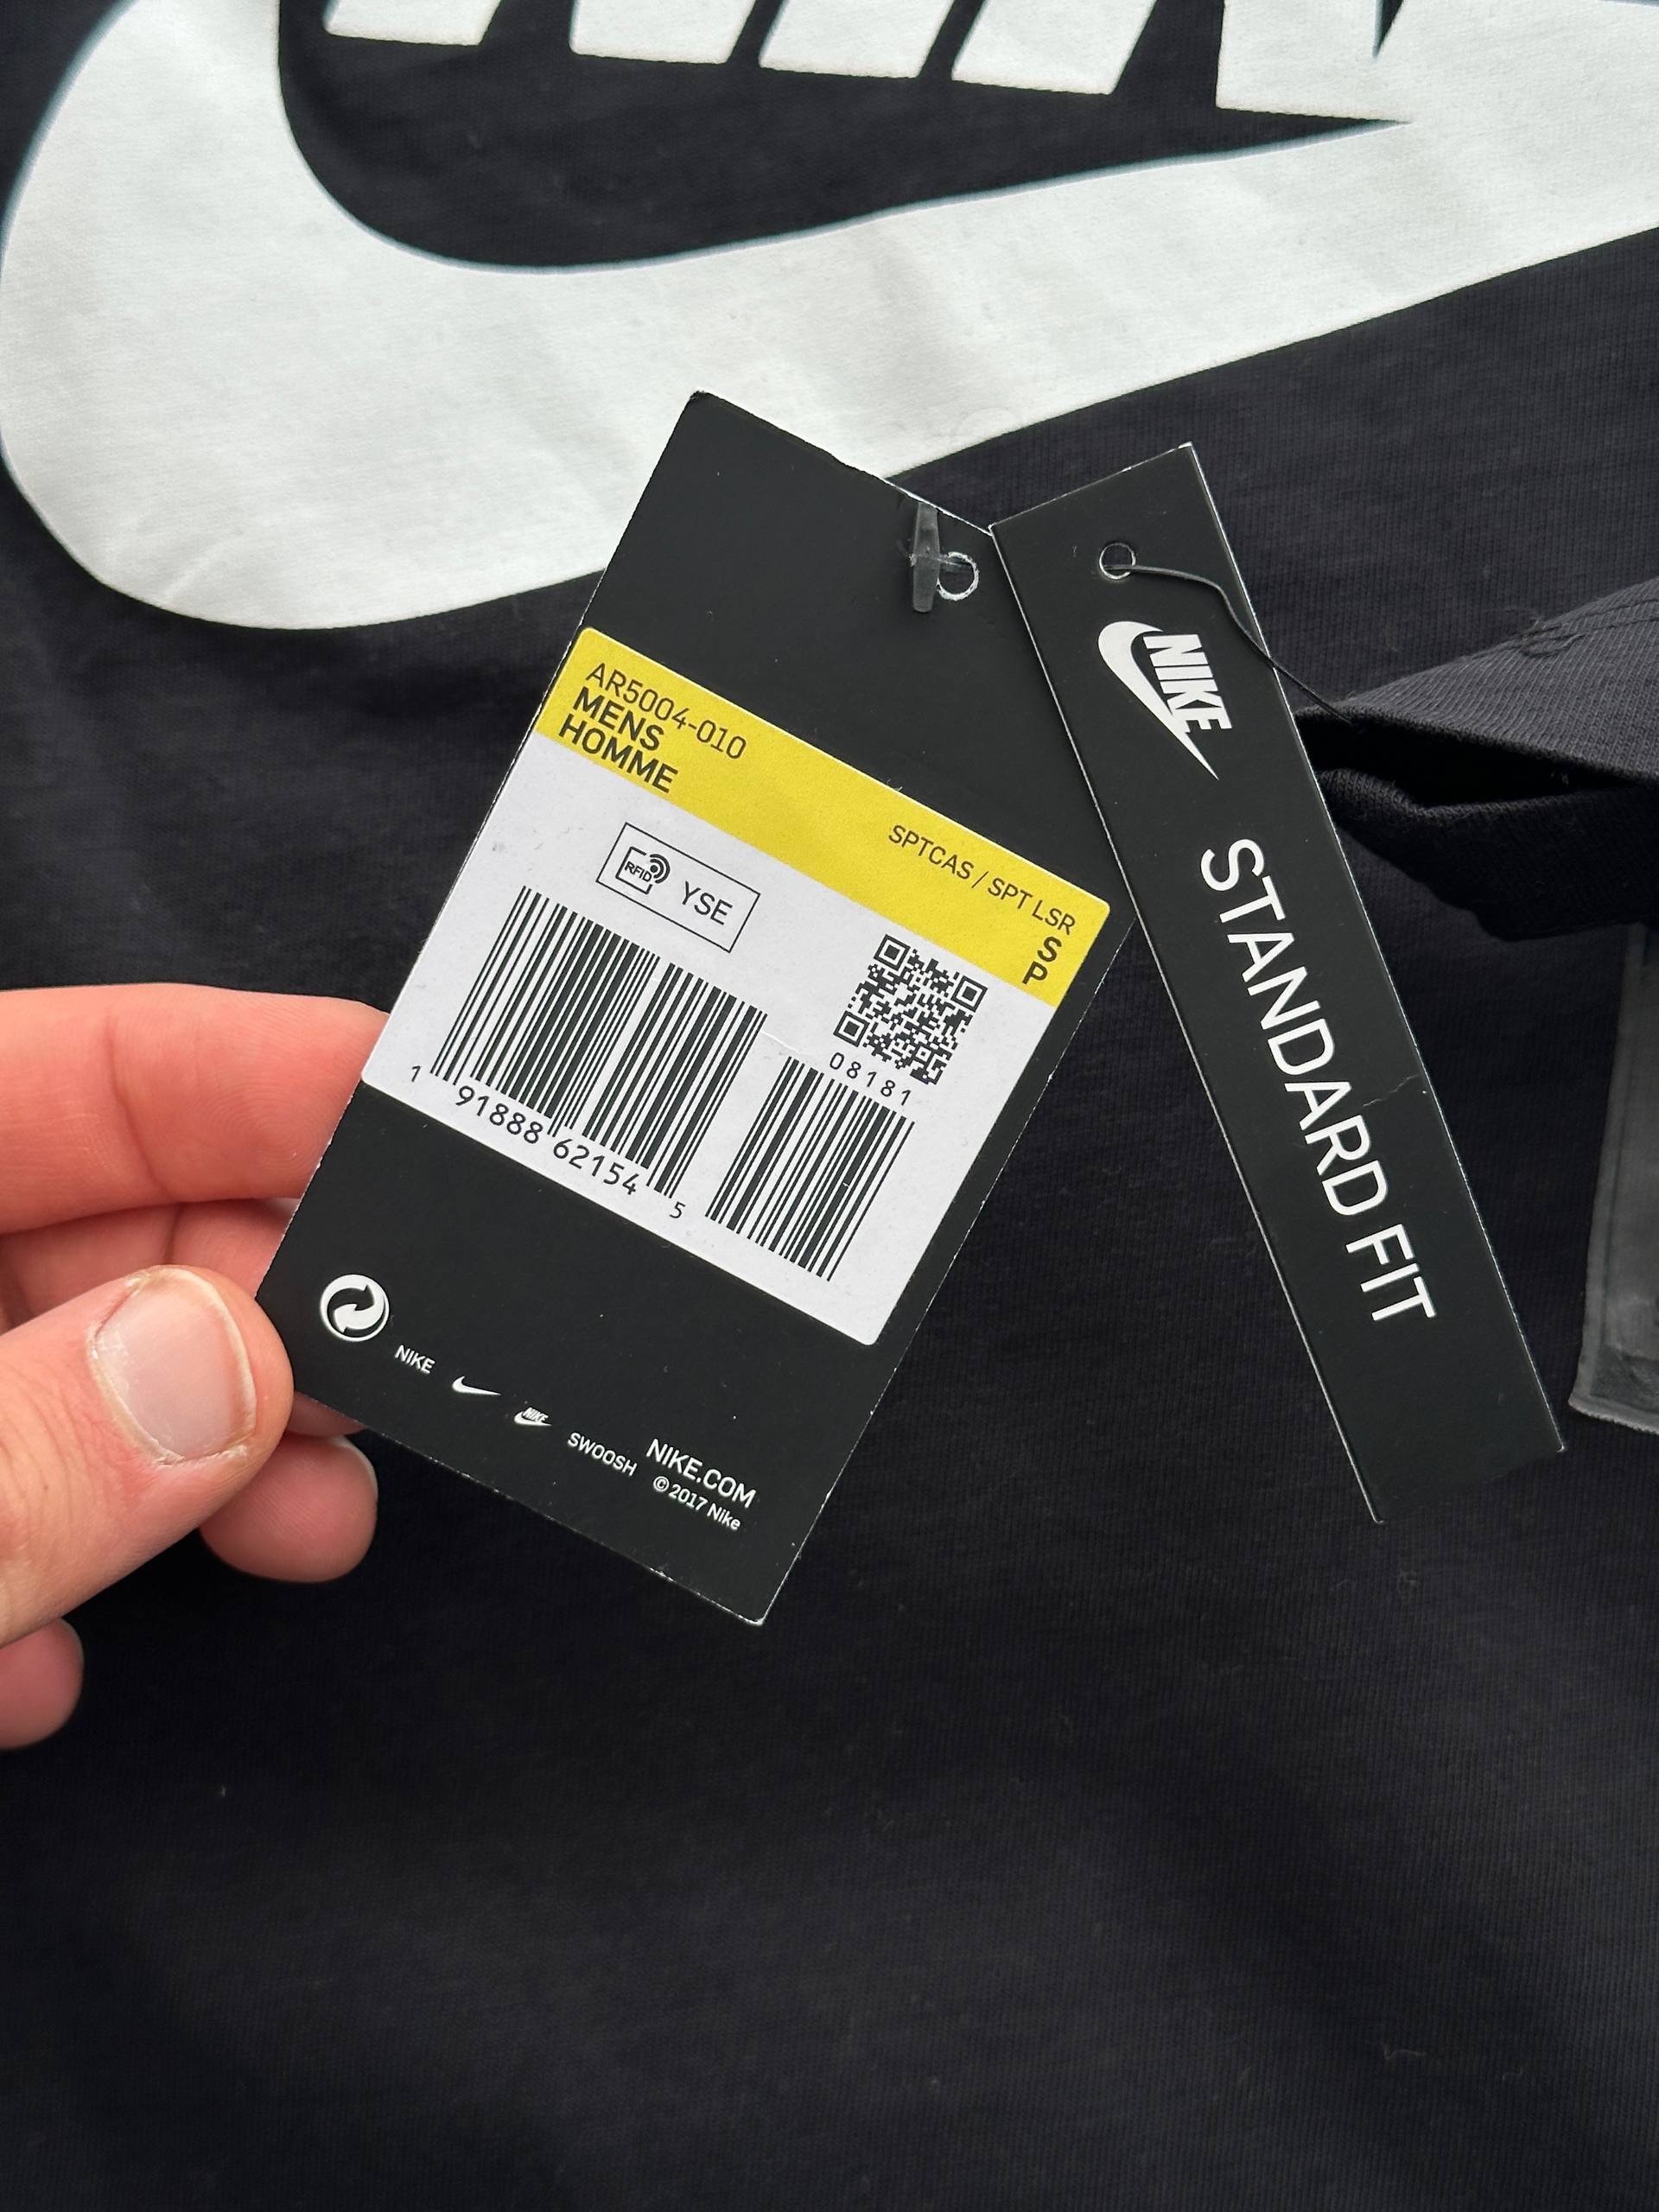 AR5004-010
MENS
HOMME
SPTCAS / SPT LSR
S
P
RFID YSE
08181
1 91888 62154 5
NIKE
NIKE
SWOOSH
NIKE.COM
© 2017 Nike
NIKE
STANDARD FIT